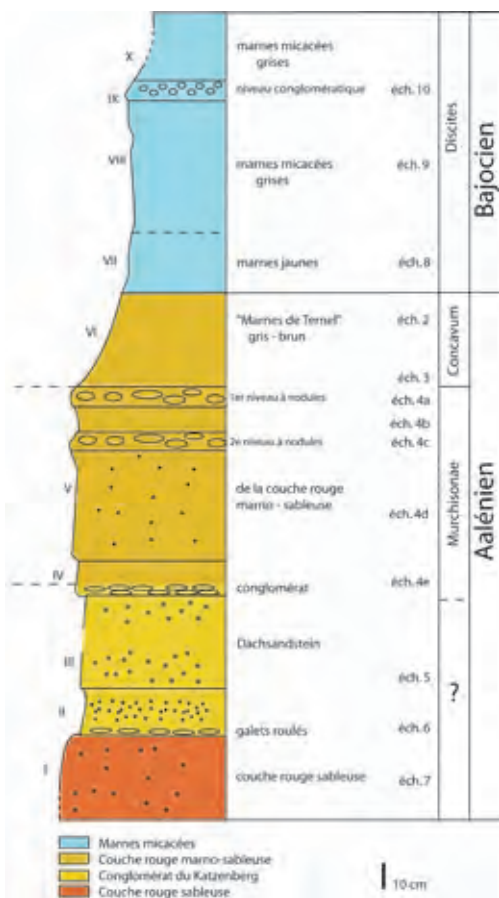 X
marnes micacées
grises
niveau conglomératique éch. 10
IX
VIII
marnes micacées
grises
éch. 9
VII
marnes jaunes éch. 8
Discites
Bajocien
"Marnes de Ternel"
gris - brun
éch. 2
VI
éch. 3
Concavum
1er niveau à nodules éch. 4a
éch. 4b
2e niveau à nodules éch. 4c
V
de la couche rouge
marno - sableuse
éch. 4d
IV
conglomérat éch. 4e
Murchisonae
Aalénien
Dachsandstein
III
éch. 5
?
II
galets roulés éch. 6
I
couche rouge sableuse éch. 7
Marnes micacées
Couche rouge marno-sableuse
Conglomérat du Katzenberg
Couche rouge sableuse
10 cm